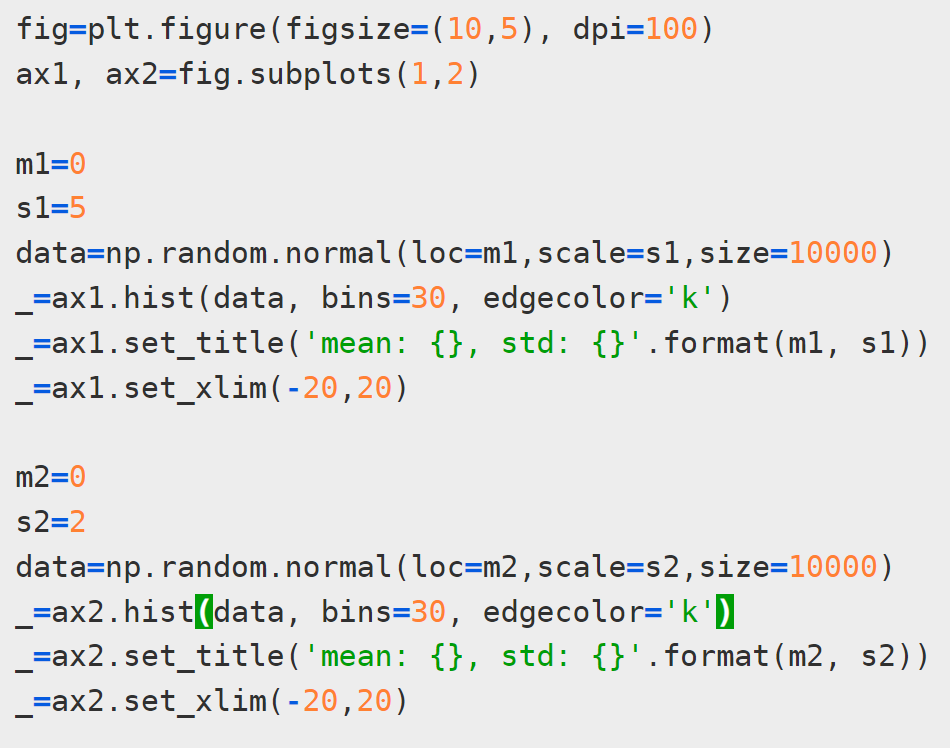 fig=plt.figure(figsize=(10,5), dpi=100)
ax1, ax2=fig.subplots(1,2)
m1=0
s1=5
data=np.random.normal(loc=m1,scale=s1,size=10000)
_=ax1.hist(data, bins=30, edgecolor='k')
_=ax1.set_title('mean: {}, std: {}'.format(m1, s1))
_=ax1.set_xlim(-20,20)
m2=0
s2=2
data=np.random.normal(loc=m2,scale=s2,size=10000)
_=ax2.hist(data, bins=30, edgecolor='k')
_=ax2.set_title('mean: {}, std: {}'.format(m2, s2))
_=ax2.set_xlim(-20,20)